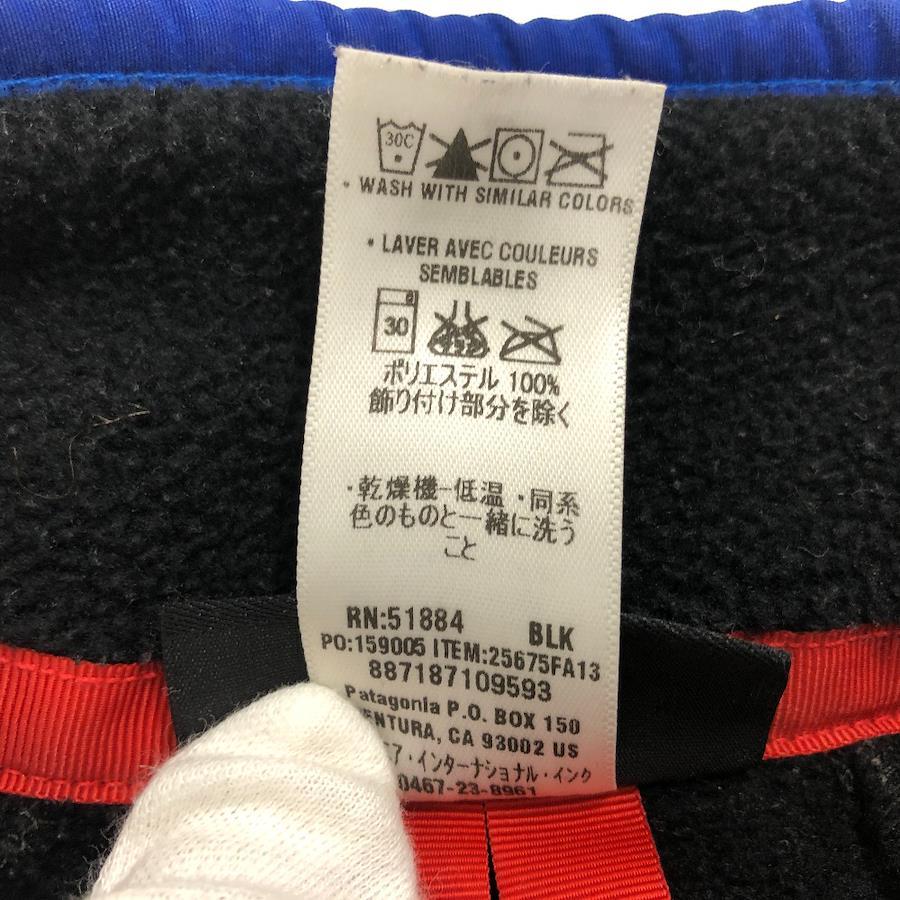 30C
· WASH WITH SIMILAR COLORS
· LAVER AVEC COULEURS
SEMBLABLES
30
ポリエステル 100%
飾り付け部分を除く
·乾燥機-低温 ·同系
色のものと一緒に洗う
こと
RN:51884 BLK
PO:159005 ITEM:25675FA13
887187109593
Patagonia P.O. BOX 150
ENTURA, CA 93002 US
ア·インターナショナル·インク
0467-23-8961